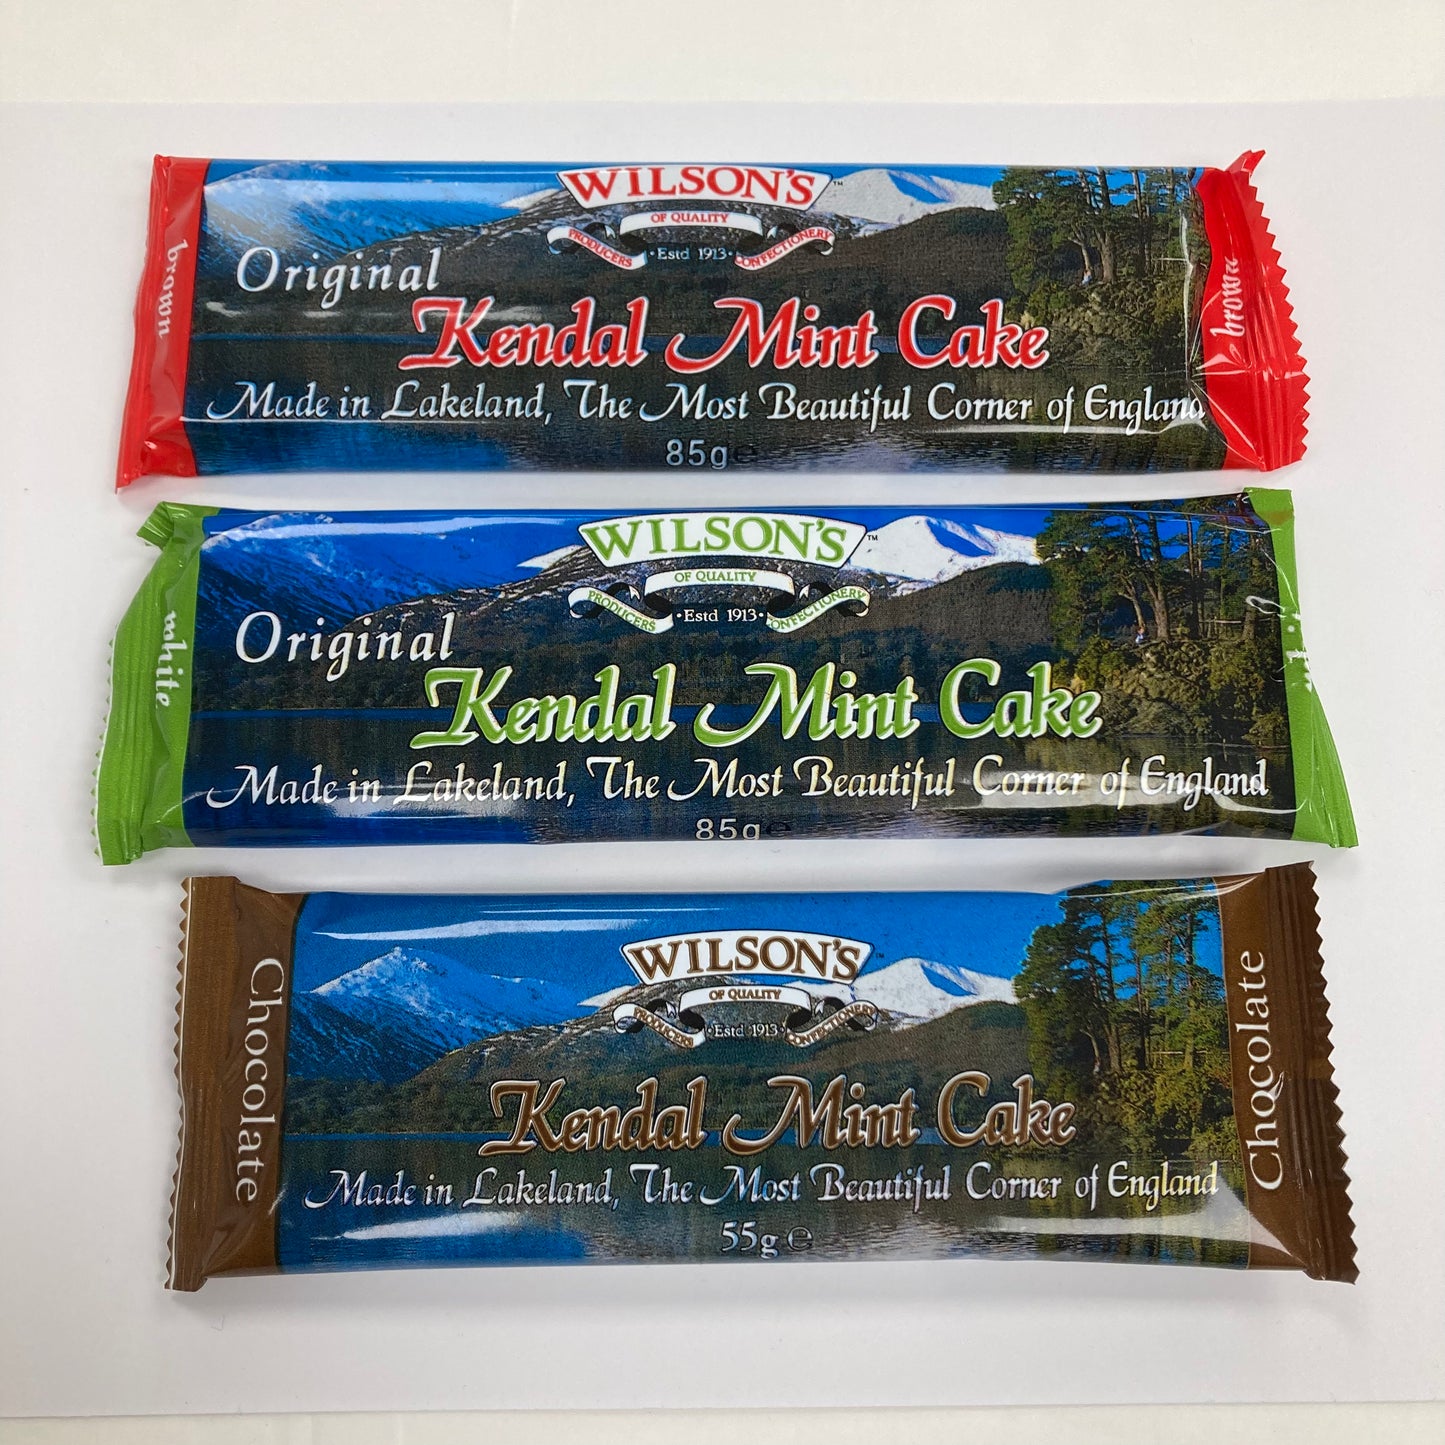 WILSON'S™
OF QUALITY
PRODUCERS · Estd 1913 · CONFECTIONERY
brown
Original
brown
Kendal Mint Cake
Made in Lakeland, The Most Beautiful Corner of England
85g e
WILSON'S™
OF QUALITY
PRODUCERS · Estd 1913 · CONFECTIONERY
white
Original
Kendal Mint Cake
Made in Lakeland, The Most Beautiful Corner of England
85g e
WILSON'S™
OF QUALITY
PRODUCERS · Estd 1913 · CONFECTIONERY
Chocolate
Chocolate
Kendal Mint Cake
Made in Lakeland, The Most Beautiful Corner of England
55g e